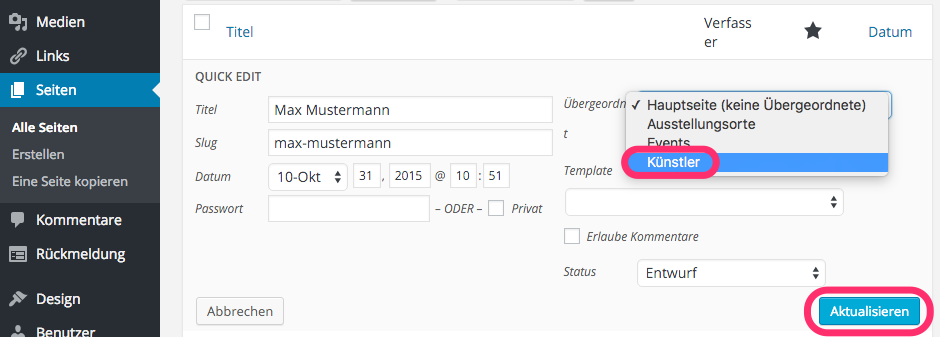 Medien
Links
Seiten
Alle Seiten
Erstellen
Eine Seite kopieren
Kommentare
Rückmeldung
Design
Benutzer
Titel
Verfass
er
Datum
QUICK EDIT
Titel
Max Mustermann
Slug
max-mustermann
Datum
10-Okt
31
,
2015
@
10
:
51
Passwort
– ODER –
Privat
Übergeordn
t
✓ Hauptseite (keine Übergeordnete)
Ausstellungsorte
Events
Künstler
Template
Erlaube Kommentare
Status
Entwurf
Abbrechen
Aktualisieren